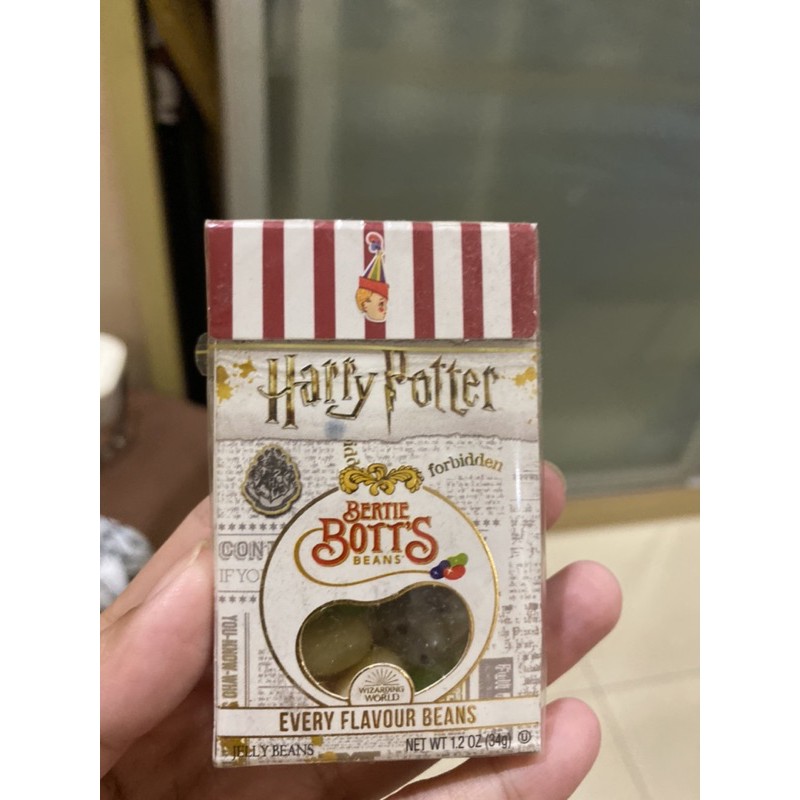 Harry Potter
forbidden
BERTIE
BOTT'S
BEANS
CONT
IF YO
YOU-KNOW-WHO
WIZARDING
WORLD
EVERY FLAVOUR BEANS
JELLY BEANS
NET WT 1.2 OZ (34g) U